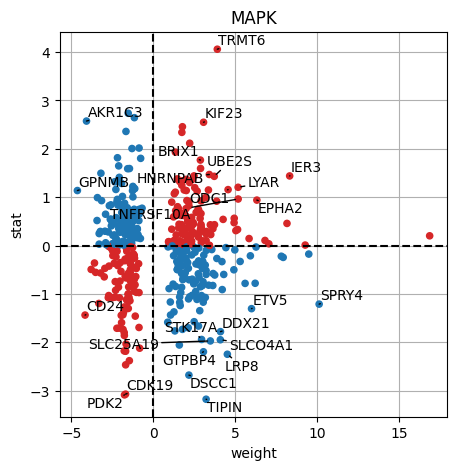 MAPK
TRMT6
AKR1C3
KIF23
BRIX1
UBE2S
IER3
GPNMB
HNRNPAB
LYAR
ODC1
EPHA2
TNFRSF10A
CD24
ETV5
SPRY4
STK17A
DDX21
SLC25A19
SLCO4A1
GTPBP4
LRP8
CDK19
DSCC1
PDK2
TIPIN
4
3
2
1
0
−1
−2
−3
stat
−5
0
5
10
15
weight